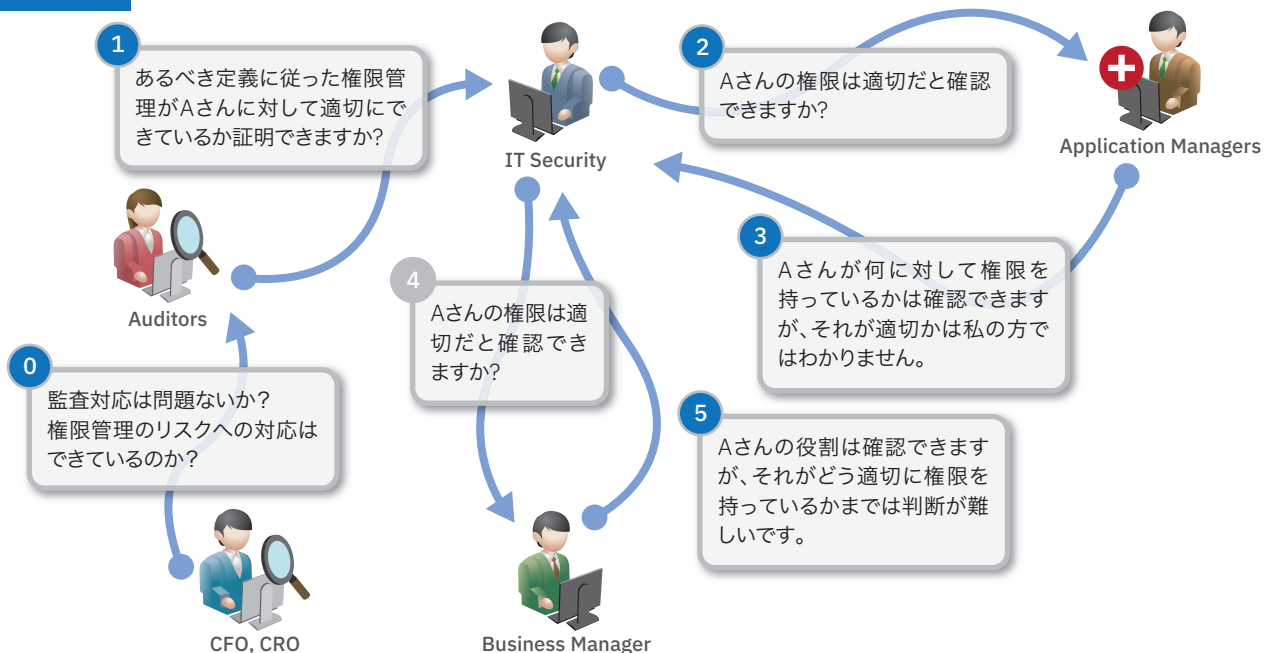 1
あるべき定義に従った権限管
理がAさんに対して適切にで
きているか証明できますか?
IT Security
2
Aさんの権限は適切だと確認
できますか?
Application Managers
Auditors
3
Aさんが何に対して権限を
持っているかは確認できます
が、それが適切かは私の方で
はわかりません。
4
Aさんの権限は適
切だと確認でき
ますか?
0
監査対応は問題ないか?
権限管理のリスクへの対応は
できているのか?
5
Aさんの役割は確認できます
が、それがどう適切に権限を
持っているかまでは判断が難
しいです。
CFO, CRO
Business Manager